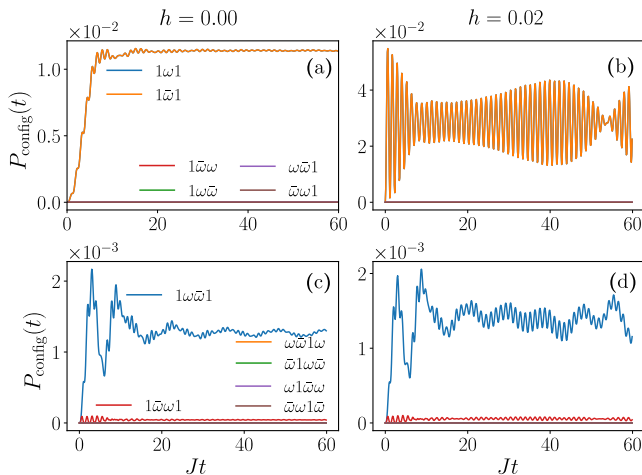 h = 0.00
h = 0.02
×10⁻²
(a)
1ω1
1ω̄1
1ω̄ω
1ωω̄
ωω̄1
ω̄ω1
P_config(t)
1.0
0.5
0.0
0 20 40 60
×10⁻²
(b)
4
2
0
0 20 40 60
×10⁻³
(c)
1ωω̄1
1ω̄ω1
ωω̄1ω
ω̄1ωω̄
ω1ω̄ω
ω̄ω1ω̄
P_config(t)
2
1
0
0 20 40 60
Jt
×10⁻³
(d)
2
1
0
0 20 40 60
Jt